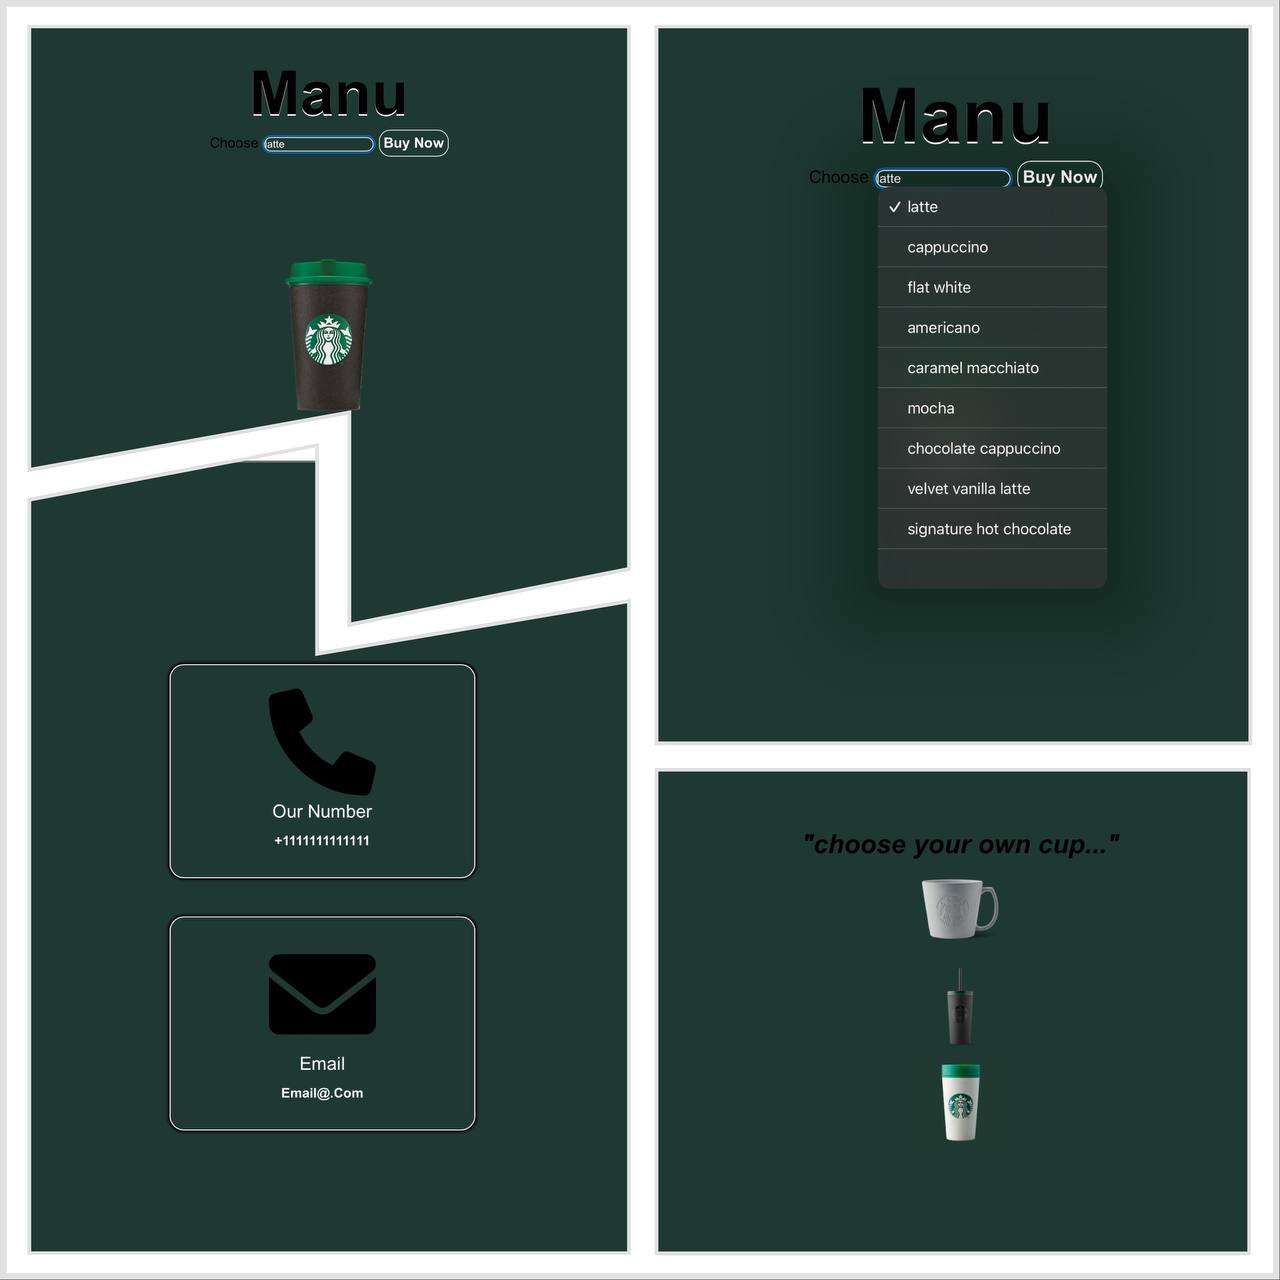 Manu
Choose latte Buy Now
Our Number
+1111111111111
Email
Email@.Com
Manu
Choose latte Buy Now
✓ latte
cappuccino
flat white
americano
caramel macchiato
mocha
chocolate cappuccino
velvet vanilla latte
signature hot chocolate
"choose your own cup..."